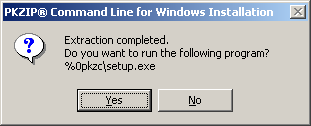 PKZIP® Command Line for Windows Installation
Extraction completed.
Do you want to run the following program?
%0pkzc\setup.exe
Yes
No